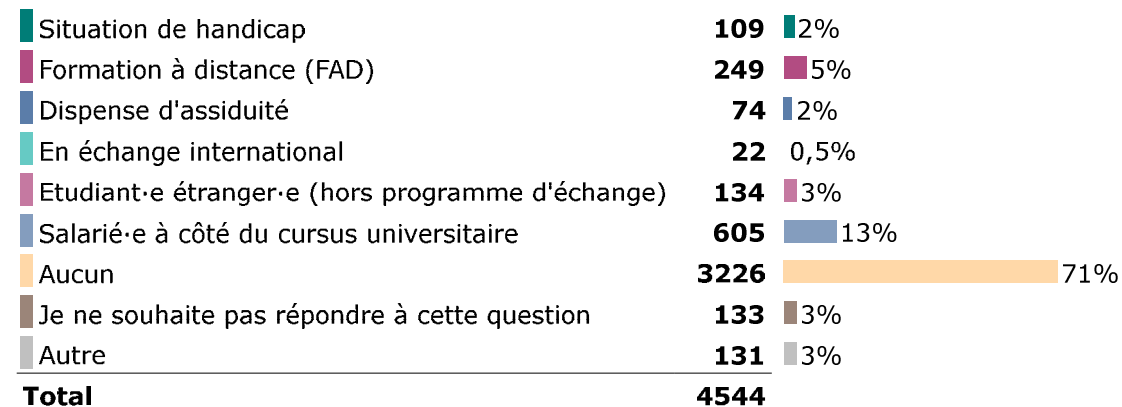 Situation de handicap 109 2%
Formation à distance (FAD) 249 5%
Dispense d'assiduité 74 2%
En échange international 22 0,5%
Etudiant·e étranger·e (hors programme d'échange) 134 3%
Salarié·e à côté du cursus universitaire 605 13%
Aucun 3226 71%
Je ne souhaite pas répondre à cette question 133 3%
Autre 131 3%
Total 4544